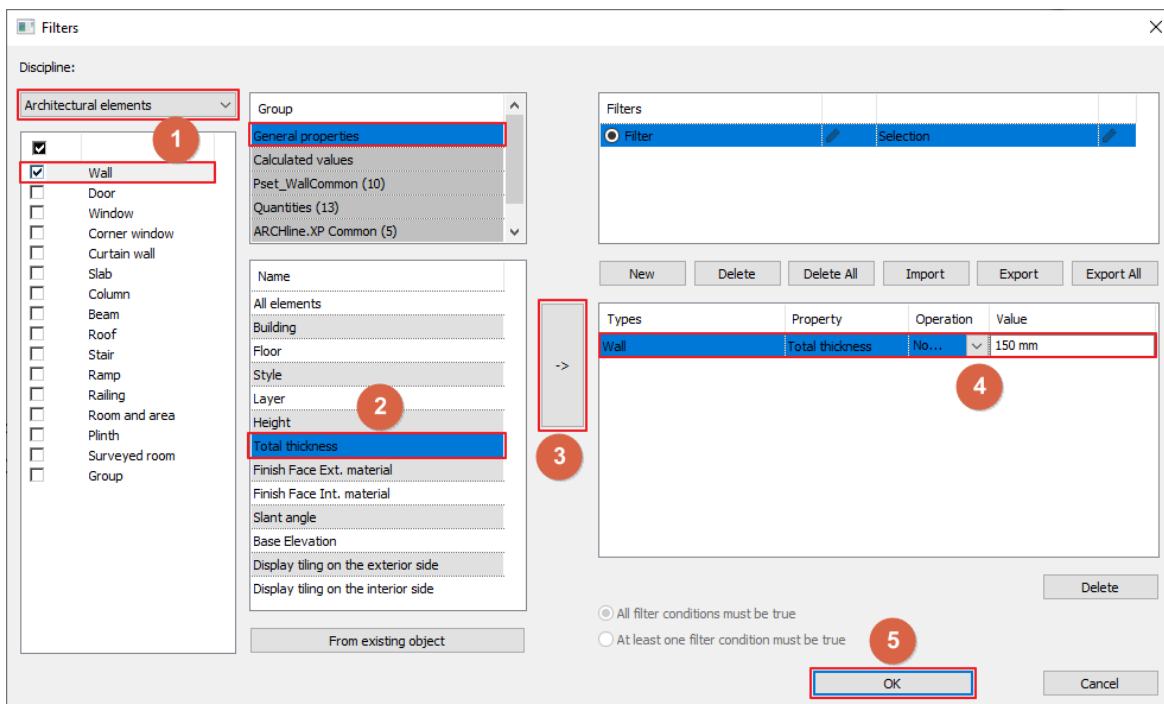 Filters
Discipline:
Architectural elements
1
Wall
Door
Window
Corner window
Curtain wall
Slab
Column
Beam
Roof
Stair
Ramp
Railing
Room and area
Plinth
Surveyed room
Group
Group
General properties
Calculated values
Pset_WallCommon (10)
Quantities (13)
ARCHline.XP Common (5)
Name
All elements
Building
Floor
Style
Layer
2
Height
Total thickness
Finish Face Ext. material
Finish Face Int. material
Slant angle
Base Elevation
Display tiling on the exterior side
Display tiling on the interior side
From existing object
->
3
Filters
Filter Selection
New Delete Delete All Import Export Export All
Types Property Operation Value
Wall Total thickness No... 150 mm
4
Delete
All filter conditions must be true
At least one filter condition must be true
5
OK Cancel